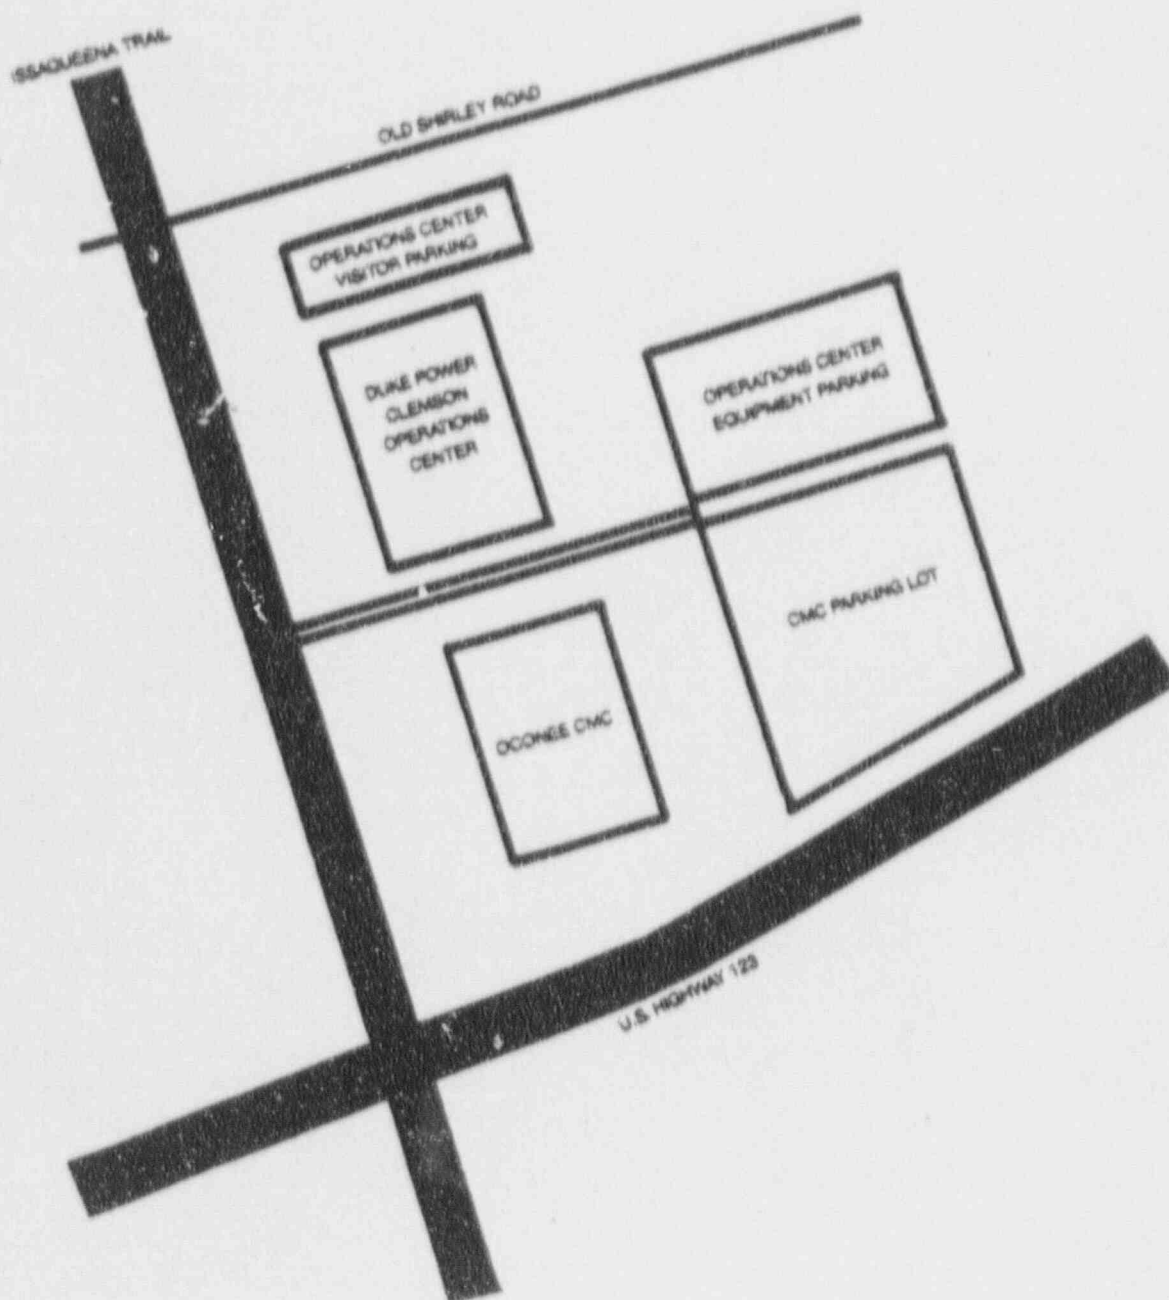 ISSAQUEENA TRAIL
OLD SHIRLEY ROAD
OPERATIONS CENTER
VISITOR PARKING
DUKE POWER
CLEMSON
OPERATIONS
CENTER
OPERATIONS CENTER
EQUIPMENT PARKING
CMC PARKING LOT
OCONEE CMC
U.S. HIGHWAY 123